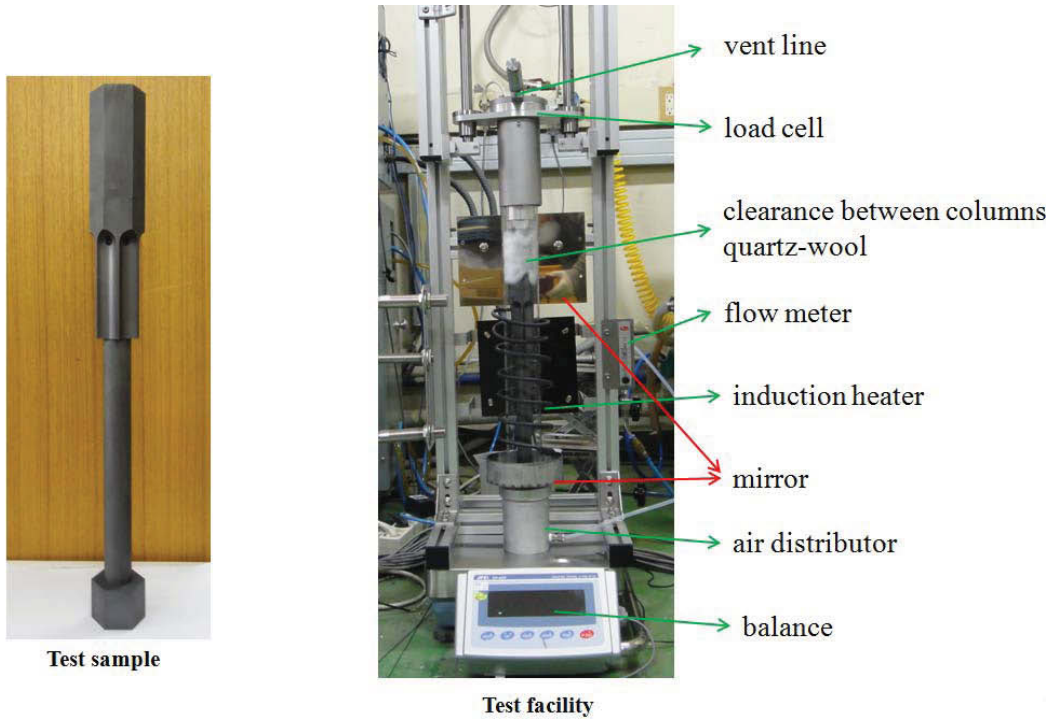 vent line
load cell
clearance between columns
quartz-wool
flow meter
induction heater
mirror
air distributor
balance
Test sample
Test facility